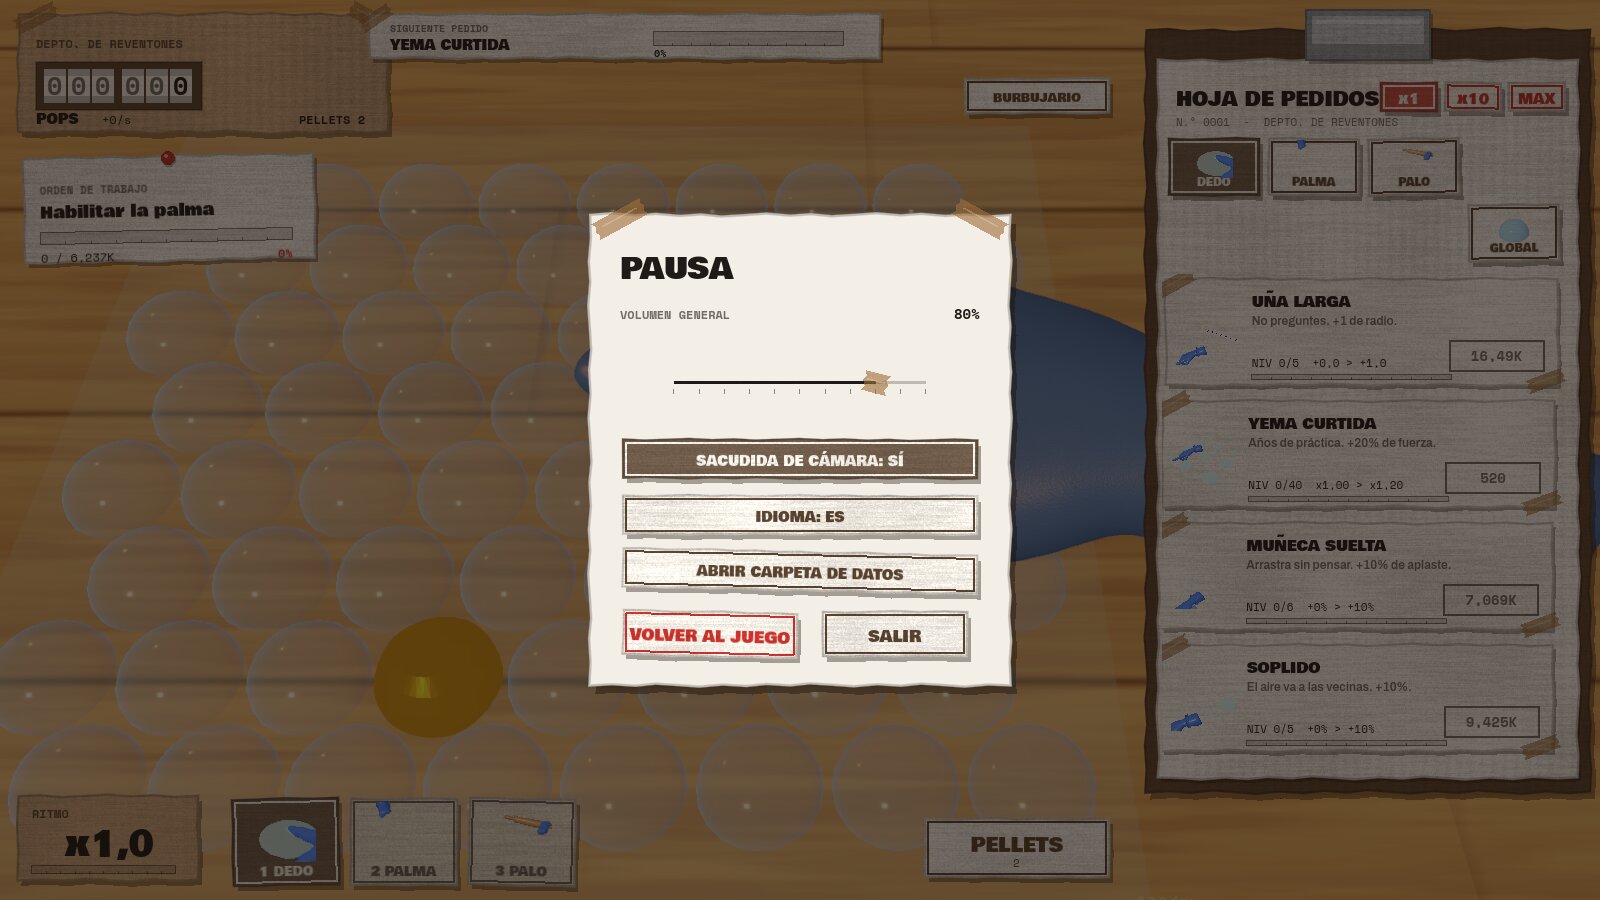 DEPTO. DE REVENTONES
000 000
POPS +0/s PELLETS 2
SIGUIENTE PEDIDO
YEMA CURTIDA
0%
BURBUJARIO
ORDEN DE TRABAJO
Habilitar la palma
0 / 6,237K 0%
PAUSA
VOLUMEN GENERAL 80%
SACUDIDA DE CÁMARA: SÍ
IDIOMA: ES
ABRIR CARPETA DE DATOS
VOLVER AL JUEGO SALIR
HOJA DE PEDIDOS x1 x10 MAX
N.° 0001 - DEPTO. DE REVENTONES
DEDO PALMA PALO
GLOBAL
UÑA LARGA
No preguntes. +1 de radio.
NIV 0/5 +0,0 > +1,0 16,49K
YEMA CURTIDA
Años de práctica. +20% de fuerza.
NIV 0/40 x1,00 > x1,20 520
MUÑECA SUELTA
Arrastra sin pensar. +10% de aplaste.
NIV 0/6 +0% > +10% 7,069K
SOPLIDO
El aire va a las vecinas. +10%.
NIV 0/5 +0% > +10% 9,425K
RITMO
x1,0
1 DEDO 2 PALMA 3 PALO
PELLETS
2